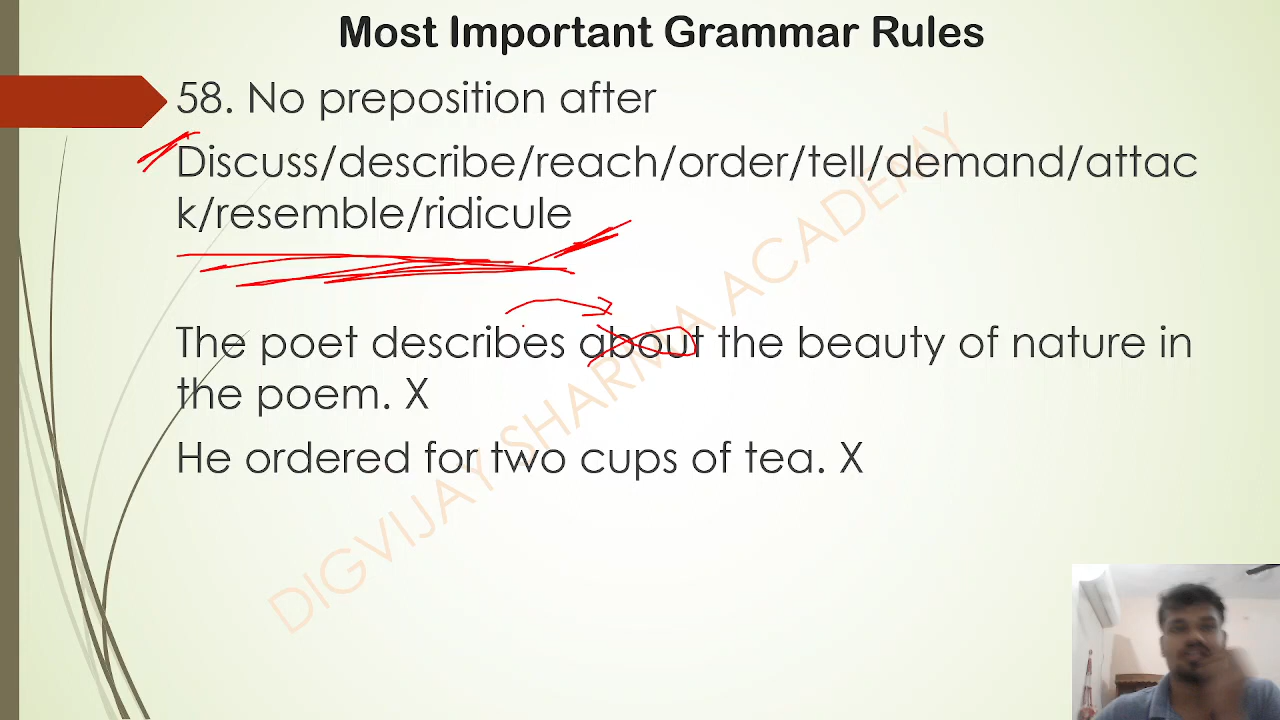 Most Important Grammar Rules
58. No preposition after
Discuss/describe/reach/order/tell/demand/attac
k/resemble/ridicule
The poet describes about the beauty of nature in
the poem. X
He ordered for two cups of tea. X
DIGVIJAY SHARMA ACADEMY